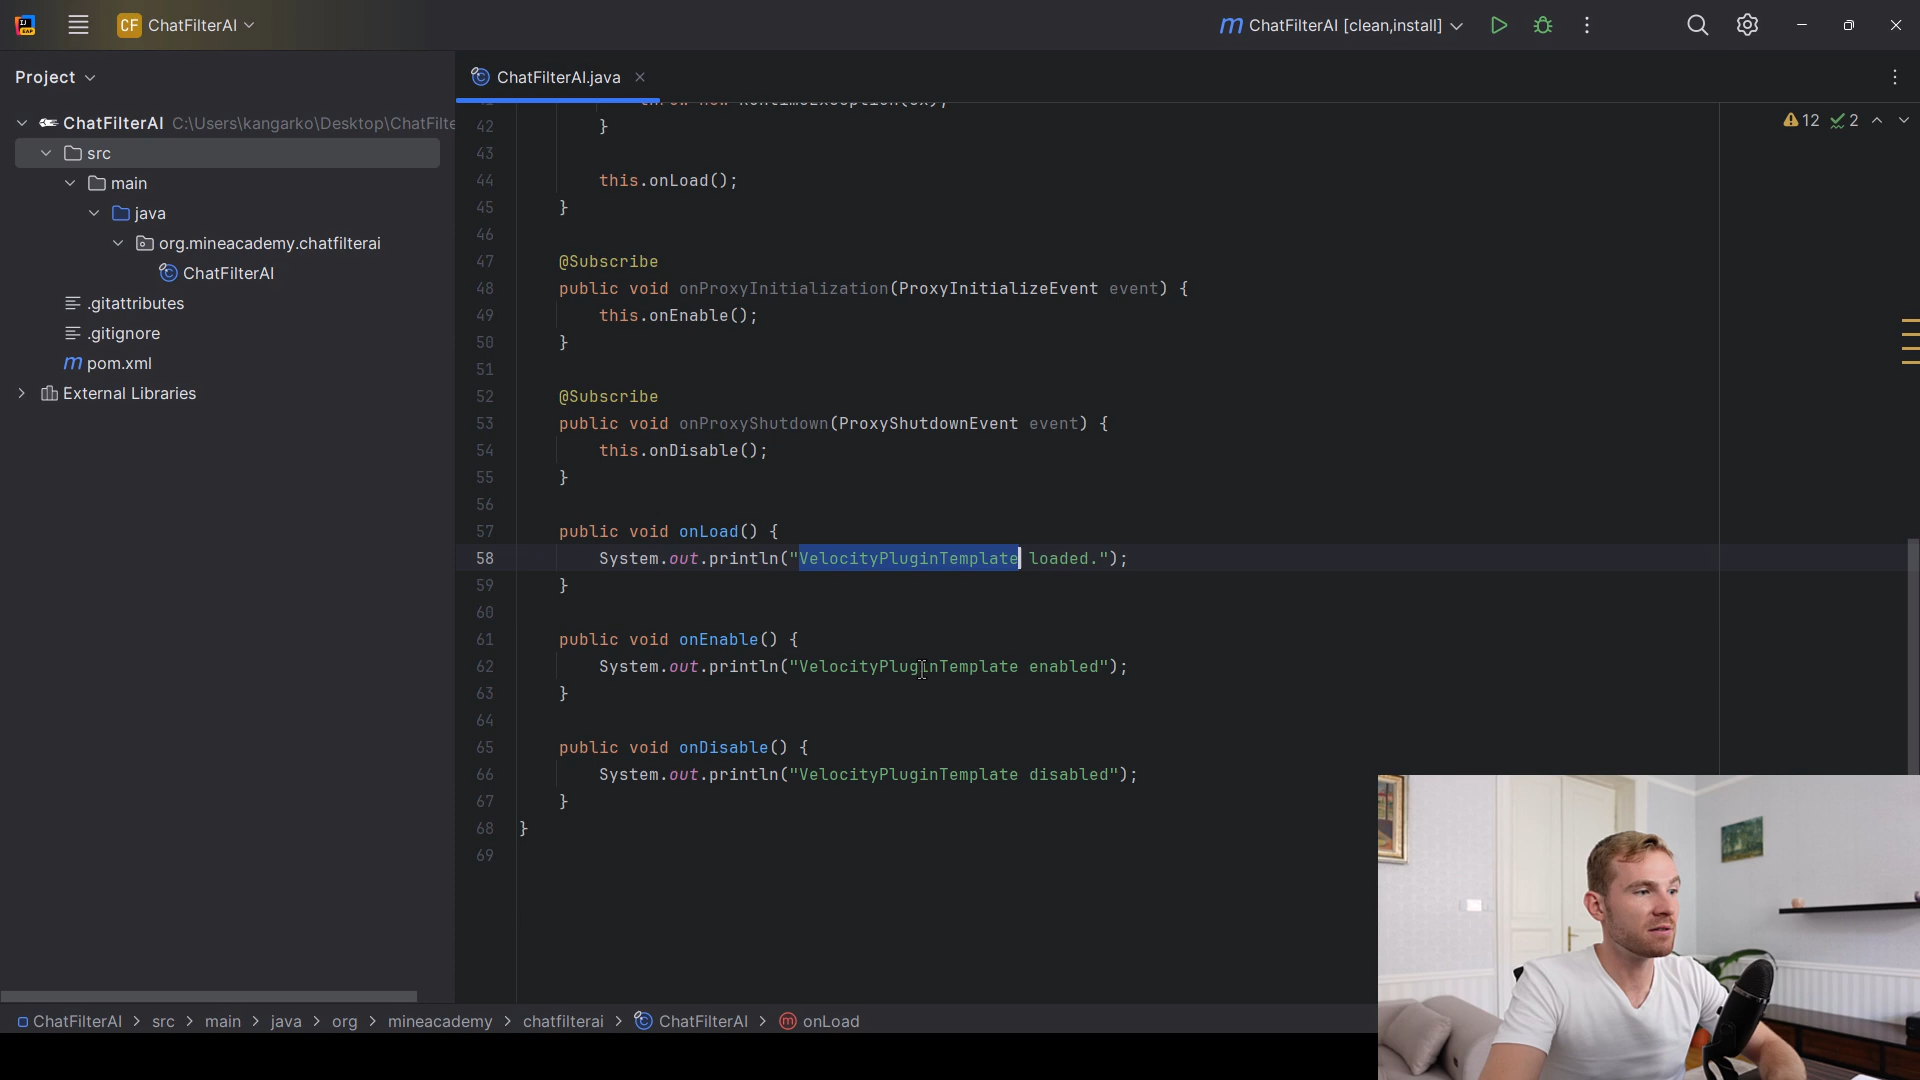 CF ChatFilterAI
ChatFilterAI [clean,install]
Project
ChatFilterAI.java
ChatFilterAI C:\Users\kangarko\Desktop\ChatFilte
src
main
java
org.mineacademy.chatfilterai
ChatFilterAI
.gitattributes
.gitignore
pom.xml
External Libraries
12 2
42 }
43
44 this.onLoad();
45 }
46
47 @Subscribe
48 public void onProxyInitialization(ProxyInitializeEvent event) {
49 this.onEnable();
50 }
51
52 @Subscribe
53 public void onProxyShutdown(ProxyShutdownEvent event) {
54 this.onDisable();
55 }
56
57 public void onLoad() {
58 System.out.println("VelocityPluginTemplate loaded.");
59 }
60
61 public void onEnable() {
62 System.out.println("VelocityPluginTemplate enabled");
63 }
64
65 public void onDisable() {
66 System.out.println("VelocityPluginTemplate disabled");
67 }
68 }
69
ChatFilterAI > src > main > java > org > mineacademy > chatfilterai > ChatFilterAI > onLoad